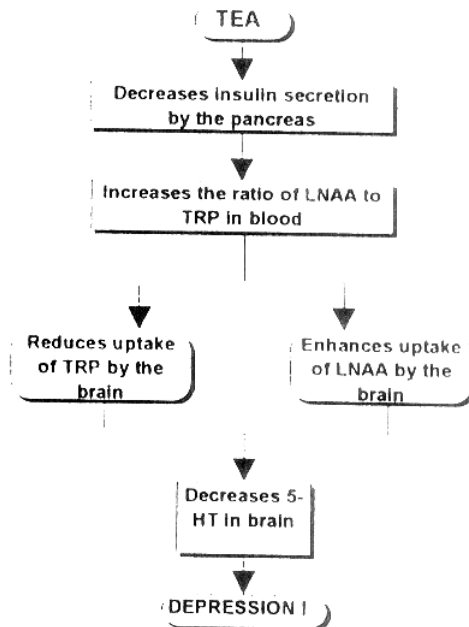 TEA
Decreases insulin secretion
by the pancreas
Increases the ratio of LNAA to
TRP in blood
Reduces uptake
of TRP by the
brain
Enhances uptake
of LNAA by the
brain
Decreases 5-
HT in brain
DEPRESSION !